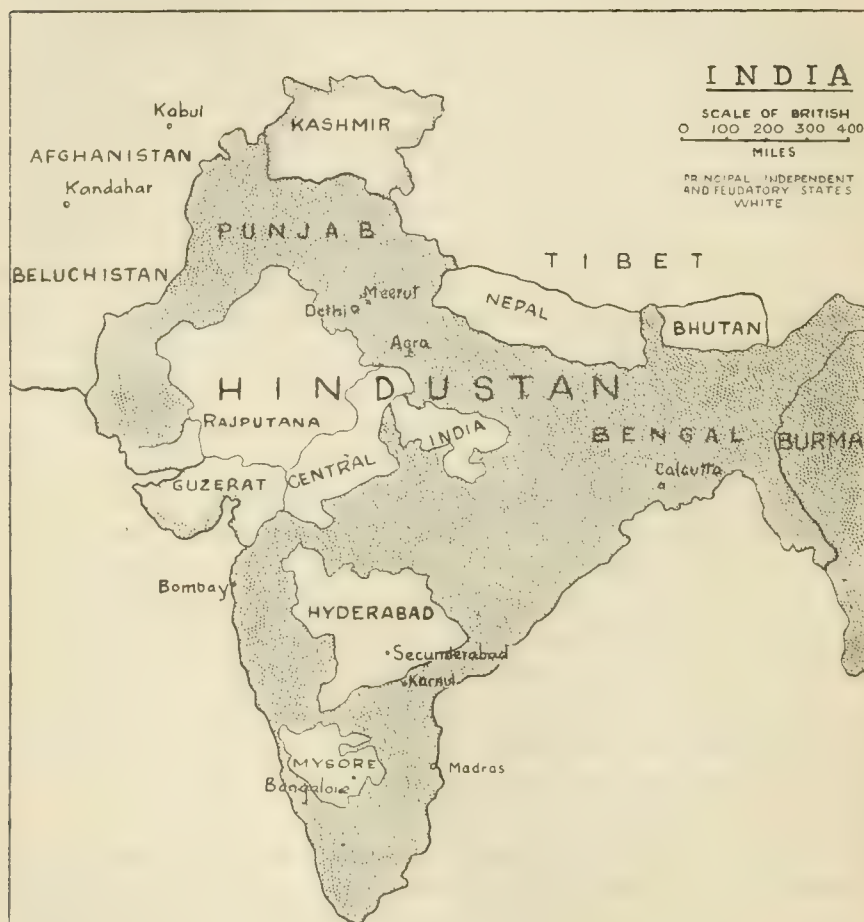 INDIA
SCALE OF BRITISH
0 100 200 300 400
MILES
PRINCIPAL INDEPENDENT
AND FEUDATORY STATES
WHITE
Kabul
KASHMIR
AFGHANISTAN
Kandahar
PUNJAB
BELUCHISTAN
TIBET
Meerut
Delhi
NEPAL
BHUTAN
Agra
HINDUSTAN
RAJPUTANA
INDIA
BENGAL
BURMA
CENTRAL
GUZERAT
Calcutta
Bombay
HYDERABAD
Secunderabad
Karnul
MYSORE
Madras
Bangalore